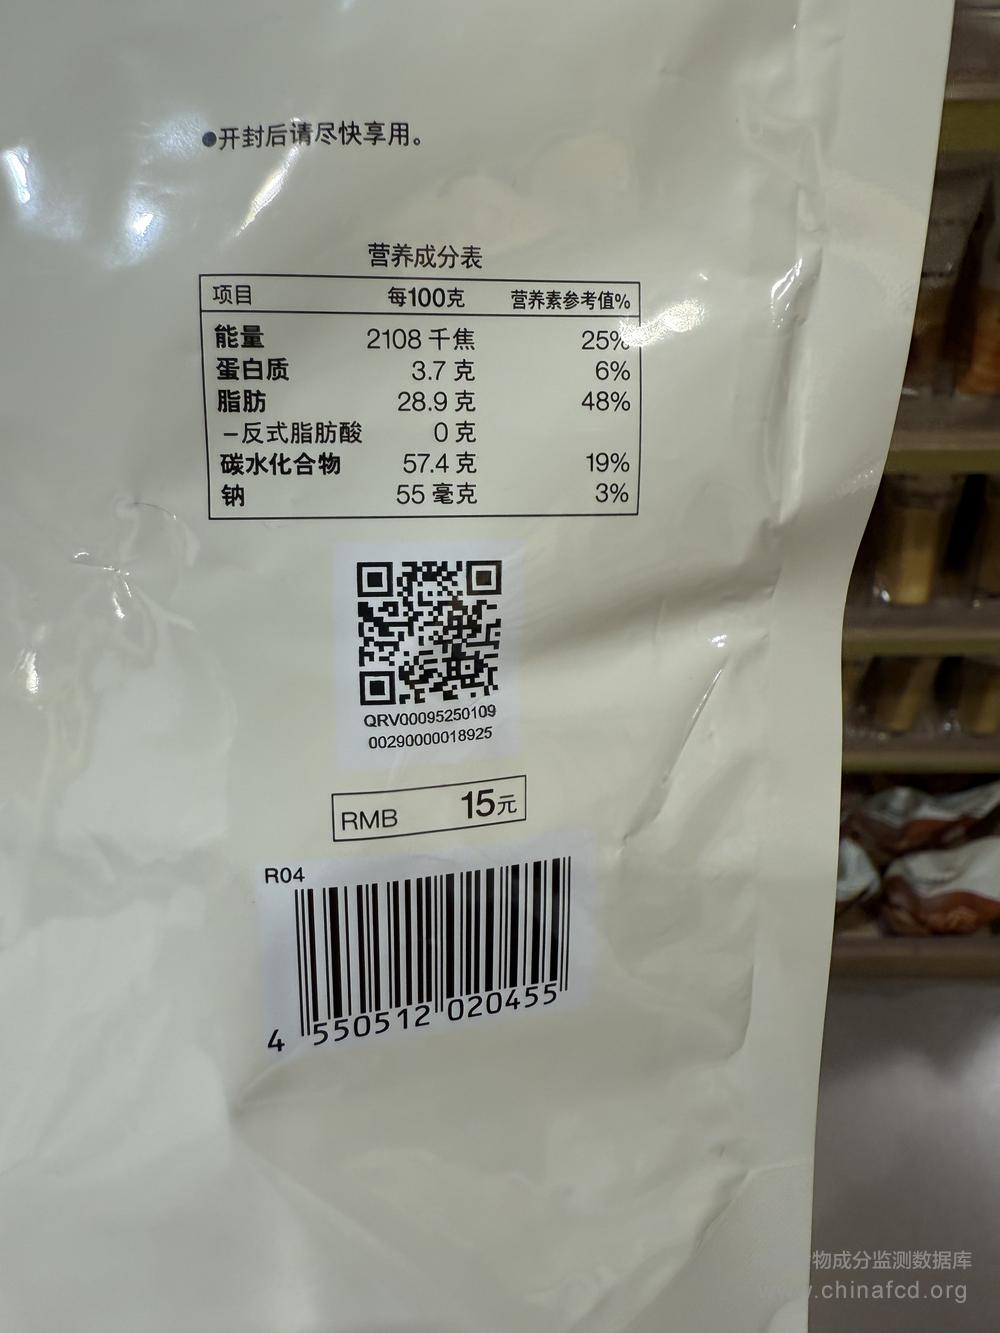 ●开封后请尽快享用。
营养成分表
项目 每100克 营养素参考值%
能量 2108 千焦 25%
蛋白质 3.7 克 6%
脂肪 28.9 克 48%
–反式脂肪酸 0 克
碳水化合物 57.4 克 19%
钠 55 毫克 3%
QRV00095250109
00290000018925
RMB 15元
R04
4 550512 020455
物成分监测数据库
www.chinafcd.org